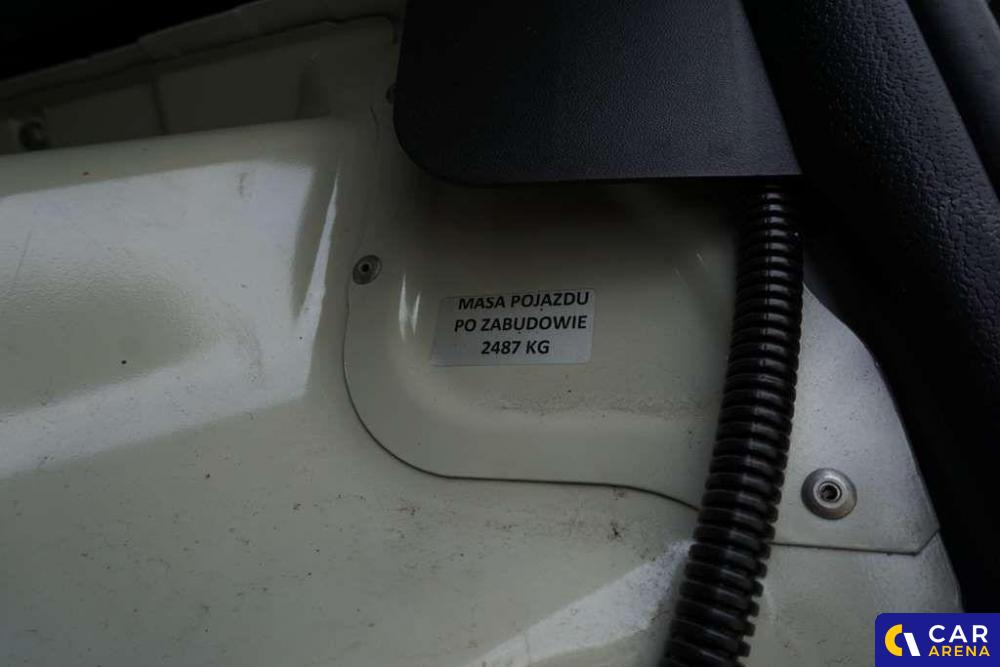 MASA POJAZDU
PO ZABUDOWIE
2487 KG
CAR
ARENA